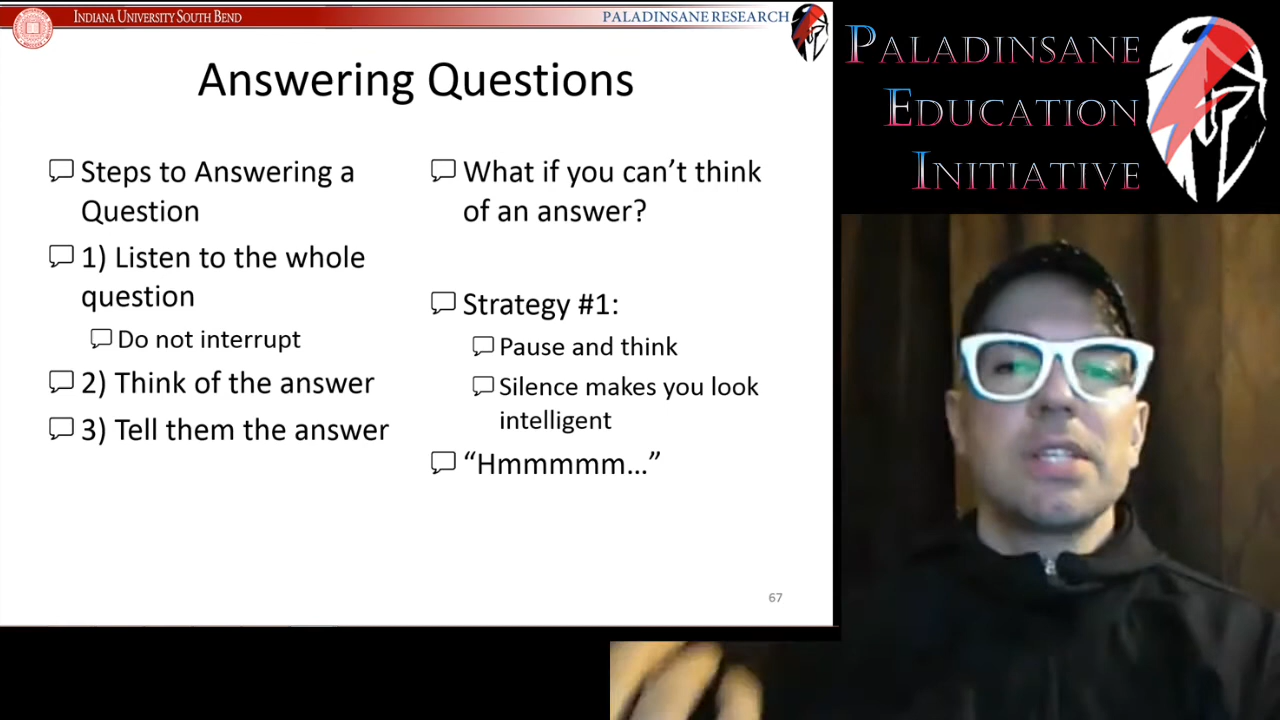 INDIANA UNIVERSITY SOUTH BEND
PALADINSANE RESEARCH
Answering Questions
Steps to Answering a
Question
1) Listen to the whole
question
Do not interrupt
2) Think of the answer
3) Tell them the answer
What if you can’t think
of an answer?
Strategy #1:
Pause and think
Silence makes you look
intelligent
“Hmmmmm…”
67
PALADINSANE
EDUCATION
INITIATIVE